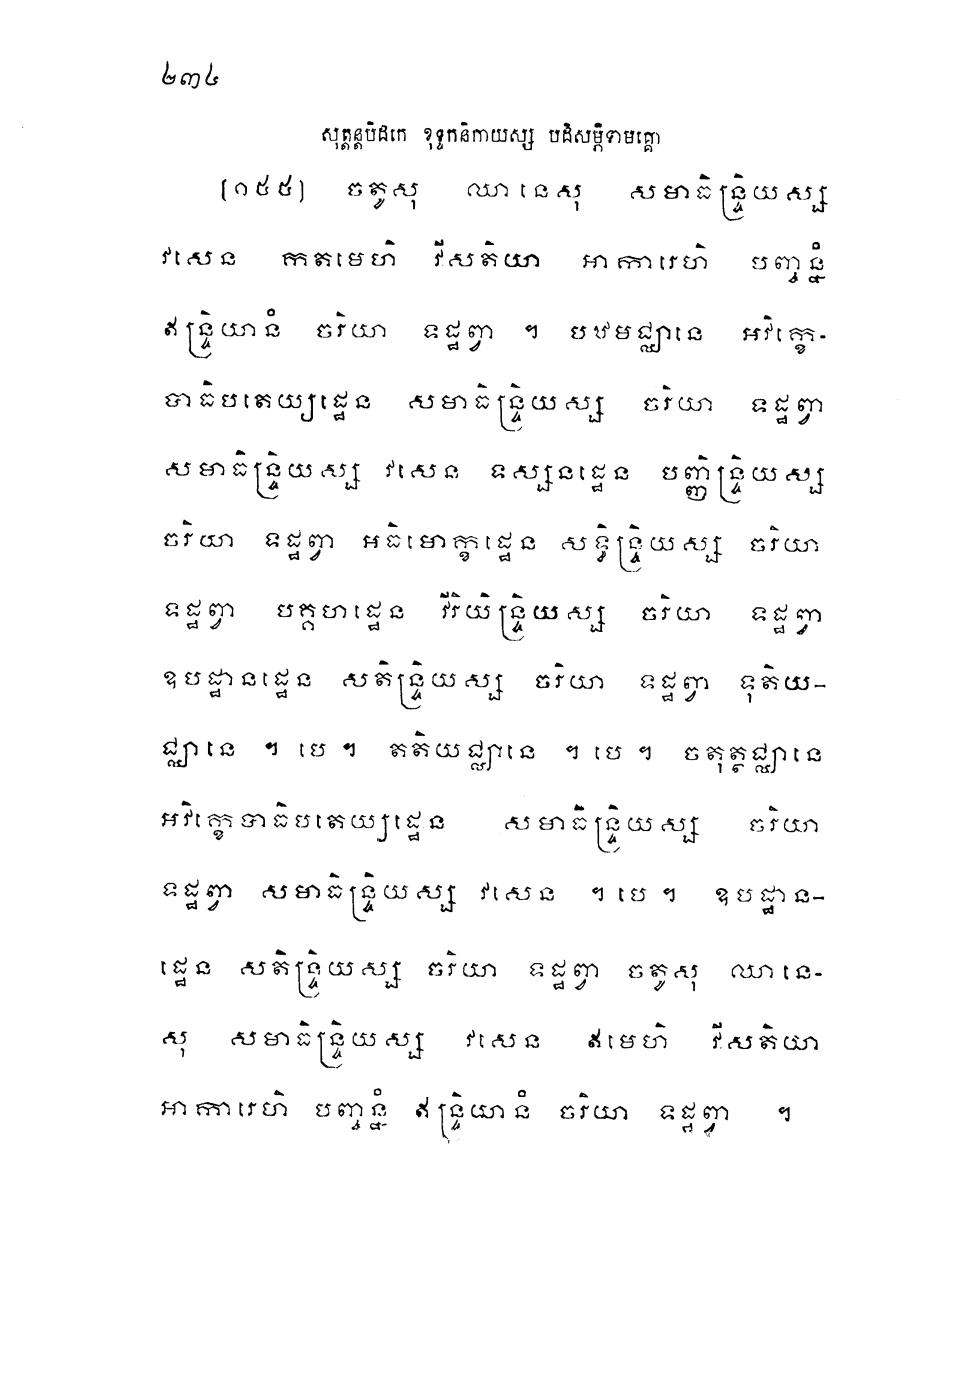 ២៣៤
សុត្តន្តបិដកេ ខុទ្ទកនិកាយស្ស បដិសម្ភិទាមគ្គោ
[១៥៥] ចតូសុ ឈានេសុ សមាធិន្ទ្រិយស្ស
វសេន កតមេហិ វីសតិយា អាការេហិ បញ្ចន្នំ
ឥន្ទ្រិយានំ ចរិយា ទដ្ឋព្វា ។ បឋមជ្ឈានេ អវិក្ខេ-
បាធិបតេយ្យដ្ឋេន សមាធិន្ទ្រិយស្ស ចរិយា ទដ្ឋព្វា
សមាធិន្ទ្រិយស្ស វសេន ទស្សនដ្ឋេន បញ្ញិន្ទ្រិយស្ស
ចរិយា ទដ្ឋព្វា អធិមោក្ខដ្ឋេន សទ្ធិន្ទ្រិយស្ស ចរិយា
ទដ្ឋព្វា បគ្គហដ្ឋេន វីរិយិន្ទ្រិយស្ស ចរិយា ទដ្ឋព្វា
ឧបដ្ឋានដ្ឋេន សតិន្ទ្រិយស្ស ចរិយា ទដ្ឋព្វា ទុតិយ-
ជ្ឈានេ ។ បេ ។ តតិយជ្ឈានេ ។ បេ ។ ចតុត្ថជ្ឈានេ
អវិក្ខេបាធិបតេយ្យដ្ឋេន សមាធិន្ទ្រិយស្ស ចរិយា
ទដ្ឋព្វា សមាធិន្ទ្រិយស្ស វសេន ។ បេ ។ ឧបដ្ឋាន-
ដ្ឋេន សតិន្ទ្រិយស្ស ចរិយា ទដ្ឋព្វា ចតូសុ ឈានេ-
សុ សមាធិន្ទ្រិយស្ស វសេន ឥមេហិ វីសតិយា
អាការេហិ បញ្ចន្នំ ឥន្ទ្រិយានំ ចរិយា ទដ្ឋព្វា ។